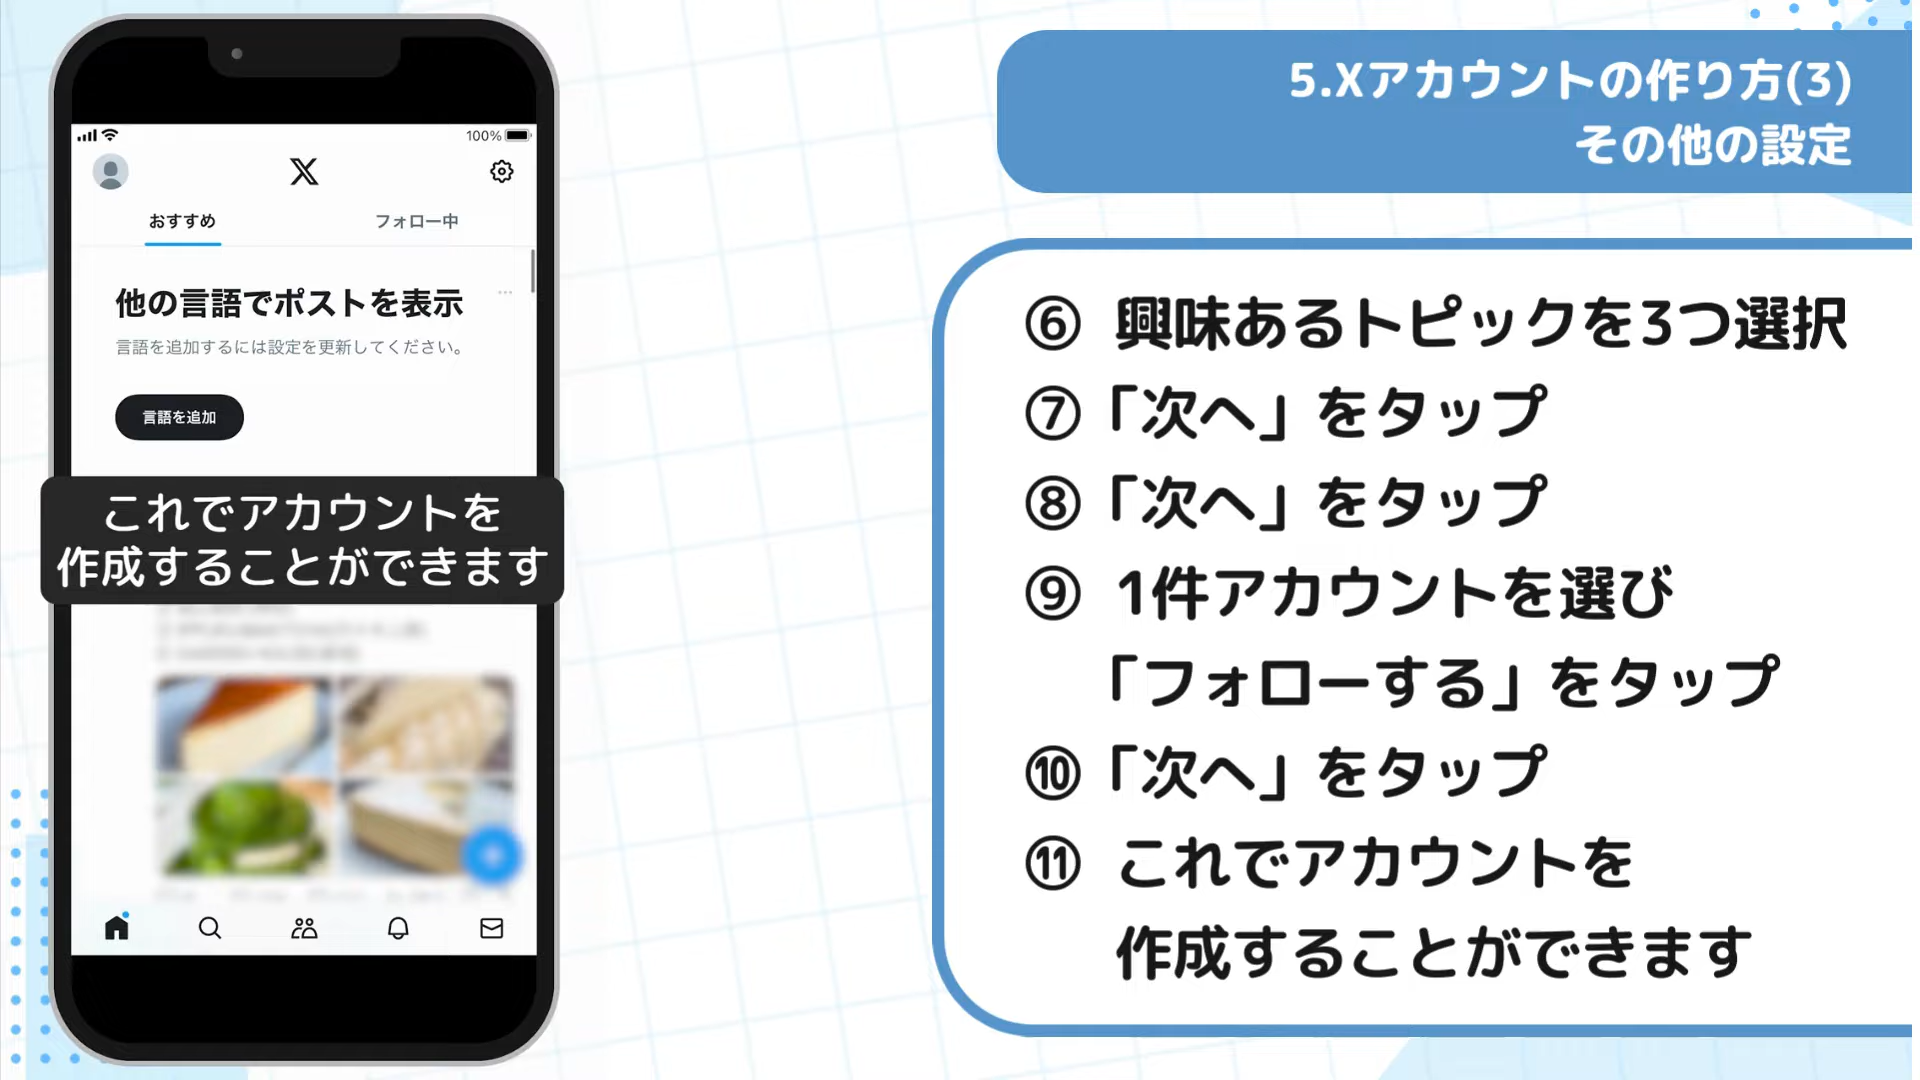 100%
X
おすすめ
フォロー中
他の言語でポストを表示
言語を追加するには設定を更新してください。
言語を追加
これでアカウントを
作成することができます
5.Xアカウントの作り方(3)
その他の設定
⑥ 興味あるトピックを3つ選択
⑦「次へ」をタップ
⑧「次へ」をタップ
⑨ 1件アカウントを選び
「フォローする」をタップ
⑩「次へ」をタップ
⑪ これでアカウントを
作成することができます